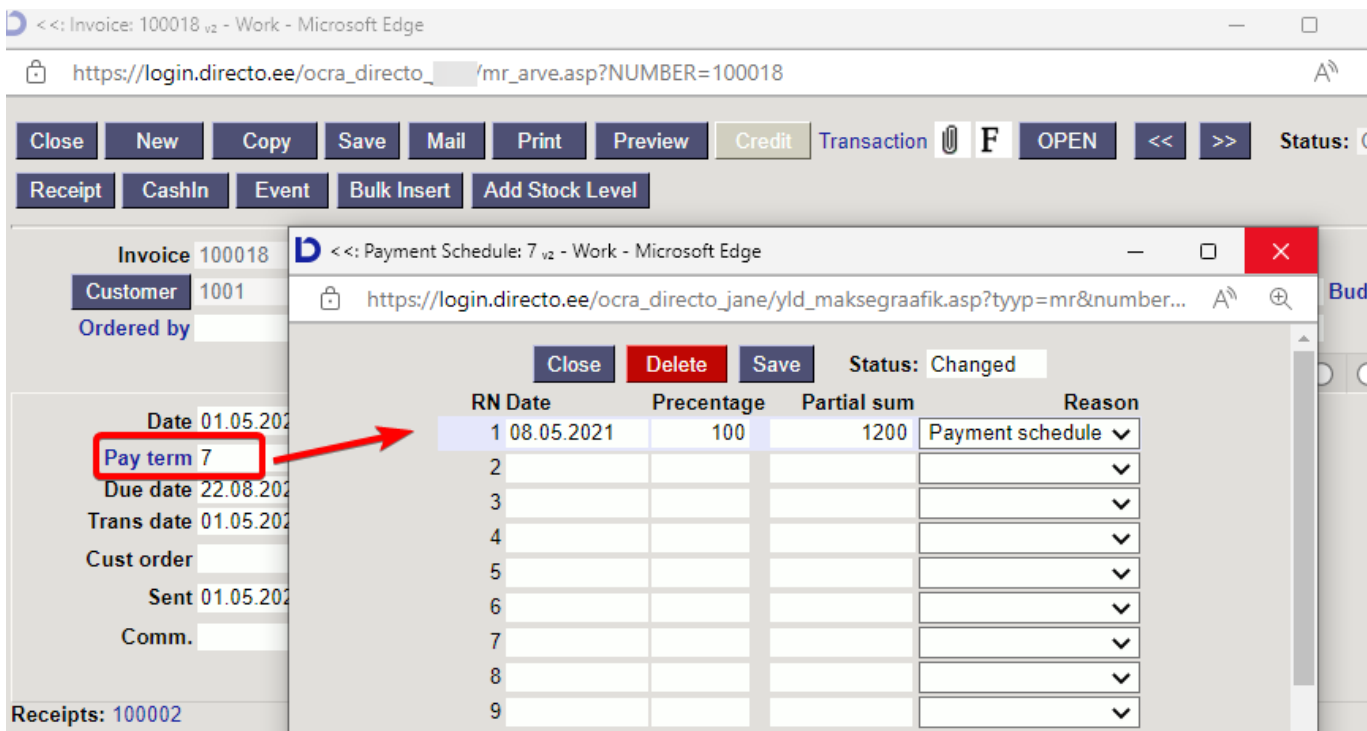 <<: Invoice: 100018 v2 - Work - Microsoft Edge
https://login.directo.ee/ocra_directo_ /mr_arve.asp?NUMBER=100018
Close New Copy Save Mail Print Preview Credit Transaction F OPEN << >> Status:
Receipt CashIn Event Bulk Insert Add Stock Level
Invoice 100018
Customer 1001
Ordered by
Date 01.05.202
Pay term 7
Due date 22.08.202
Trans date 01.05.202
Cust order
Sent 01.05.202
Comm.
Receipts: 100002
<<: Payment Schedule: 7 v2 - Work - Microsoft Edge
https://login.directo.ee/ocra_directo_jane/yld_maksegraafik.asp?tyyp=mr&number...
Close Delete Save Status: Changed
RN Date Precentage Partial sum Reason
1 08.05.2021 100 1200 Payment schedule
2
3
4
5
6
7
8
9
Bud